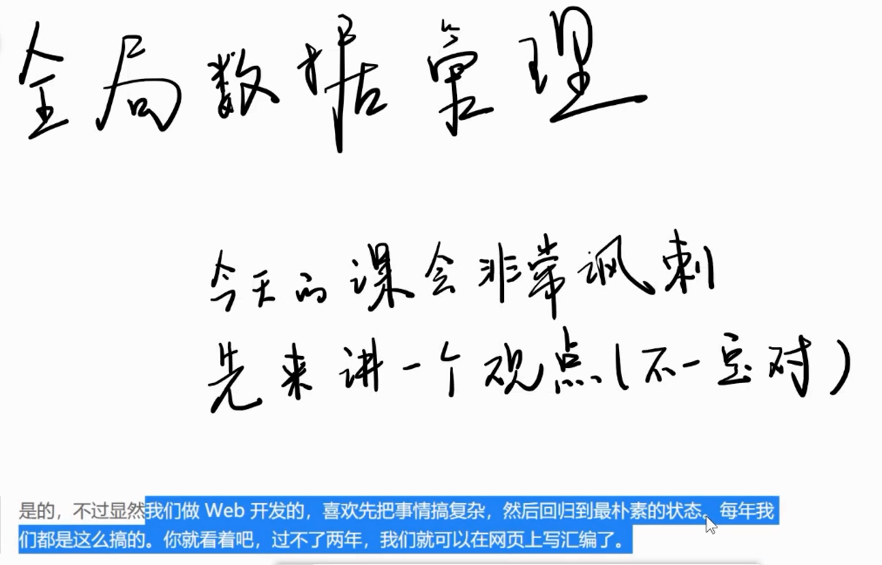 全局数据管理
今天的课会非常讽刺
先来讲一个观点(不一定对)
是的，不过显然我们做 Web 开发的，喜欢先把事情搞复杂，然后回归到最朴素的状态。每年我
们都是这么搞的。你就看着吧，过不了两年，我们就可以在网页上写汇编了。